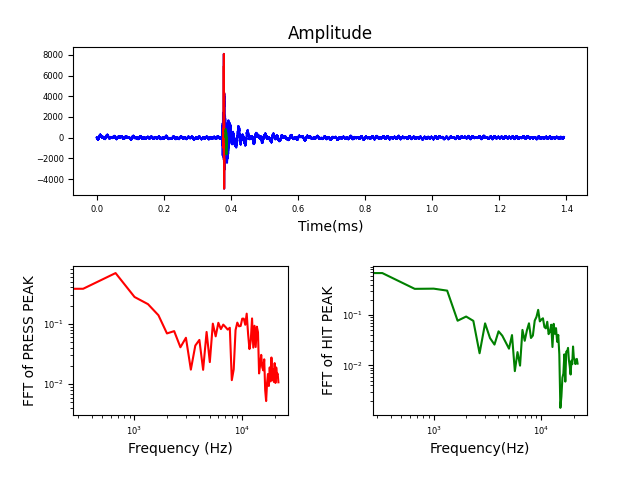 Amplitude
8000
6000
4000
2000
0
−2000
−4000
0.0 0.2 0.4 0.6 0.8 1.0 1.2 1.4
Time(ms)
FFT of PRESS PEAK
10⁻¹
10⁻²
10³ 10⁴
Frequency (Hz)
FFT of HIT PEAK
10⁻¹
10⁻²
10³ 10⁴
Frequency(Hz)